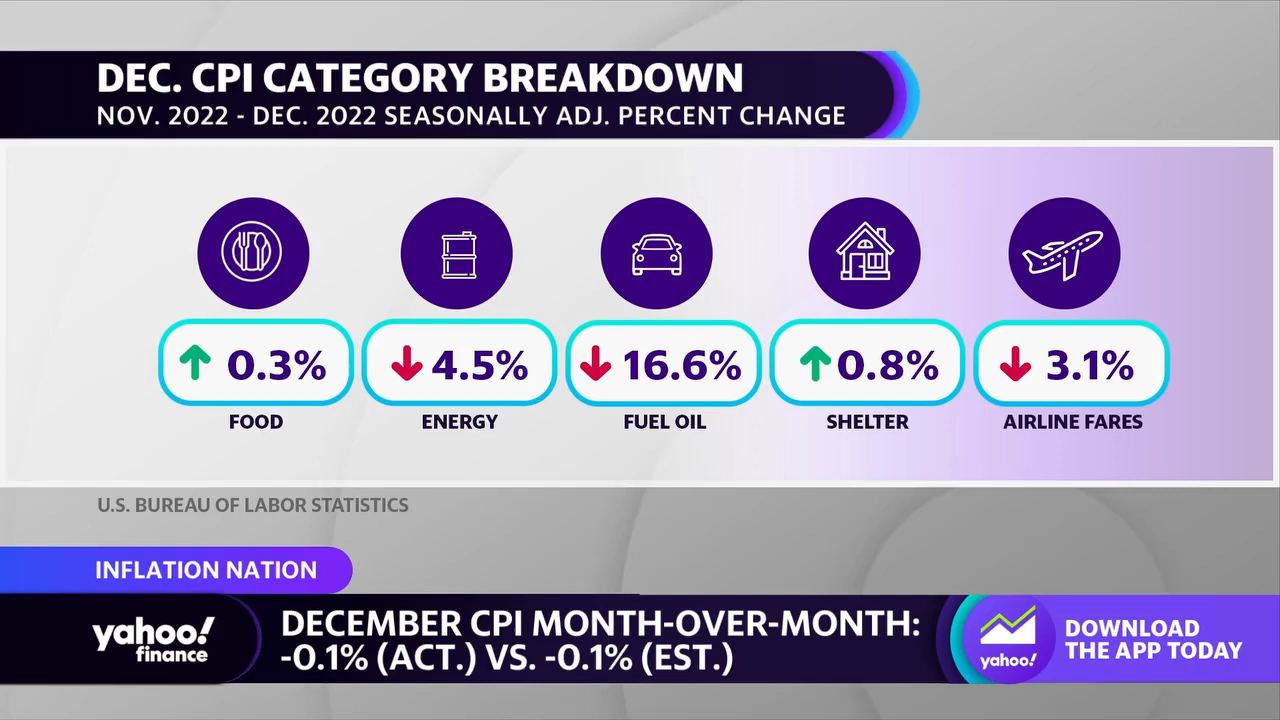 DEC. CPI CATEGORY BREAKDOWN
NOV. 2022 - DEC. 2022 SEASONALLY ADJ. PERCENT CHANGE
0.3%
4.5%
16.6%
0.8%
3.1%
FOOD
ENERGY
FUEL OIL
SHELTER
AIRLINE FARES
U.S. BUREAU OF LABOR STATISTICS
INFLATION NATION
yahoo!
finance
DECEMBER CPI MONTH-OVER-MONTH:
-0.1% (ACT.) VS. -0.1% (EST.)
yahoo!
DOWNLOAD
THE APP TODAY